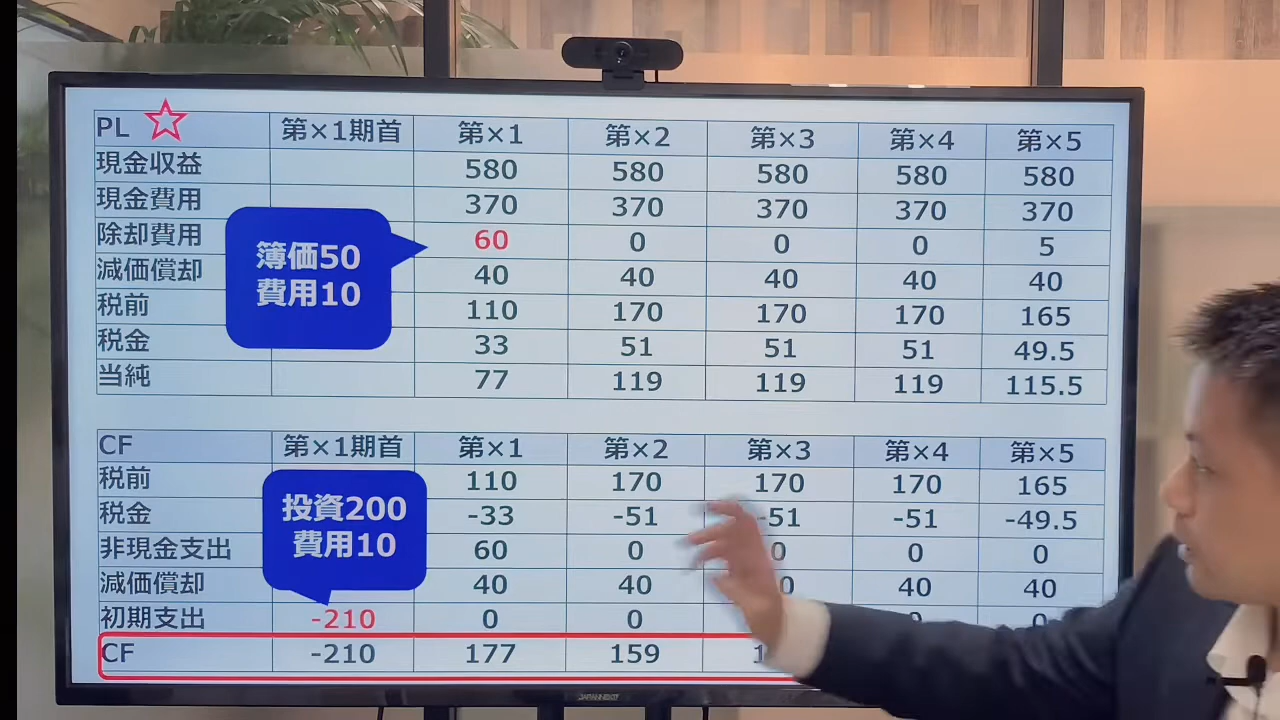 PL 第×1期首 第×1 第×2 第×3 第×4 第×5
現金収益 580 580 580 580 580
現金費用 370 370 370 370 370
除却費用 60 0 0 0 5
減価償却 40 40 40 40 40
税前 110 170 170 170 165
税金 33 51 51 51 49.5
当純 77 119 119 119 115.5
簿価50
費用10
CF 第×1期首 第×1 第×2 第×3 第×4 第×5
税前 110 170 170 170 165
税金 -33 -51 -51 -51 -49.5
非現金支出 60 0 0 0 0
減価償却 40 40 40 40
初期支出 -210 0 0
CF -210 177 159
投資200
費用10